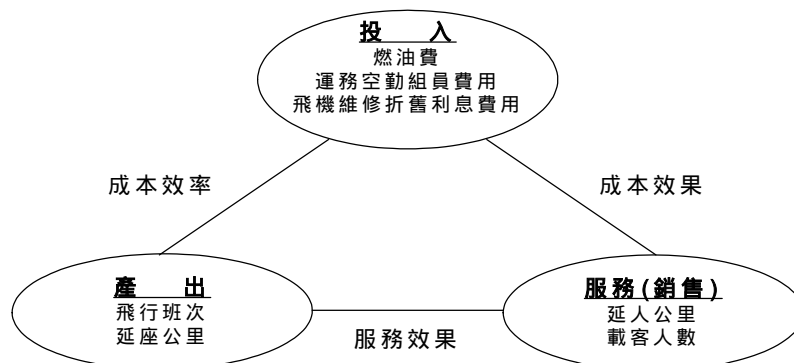 投 入
燃油費
運務空勤組員費用
飛機維修折舊利息費用
成本效率
成本效果
產 出
飛行班次
延座公里
服務(銷售)
延人公里
載客人數
服務效果